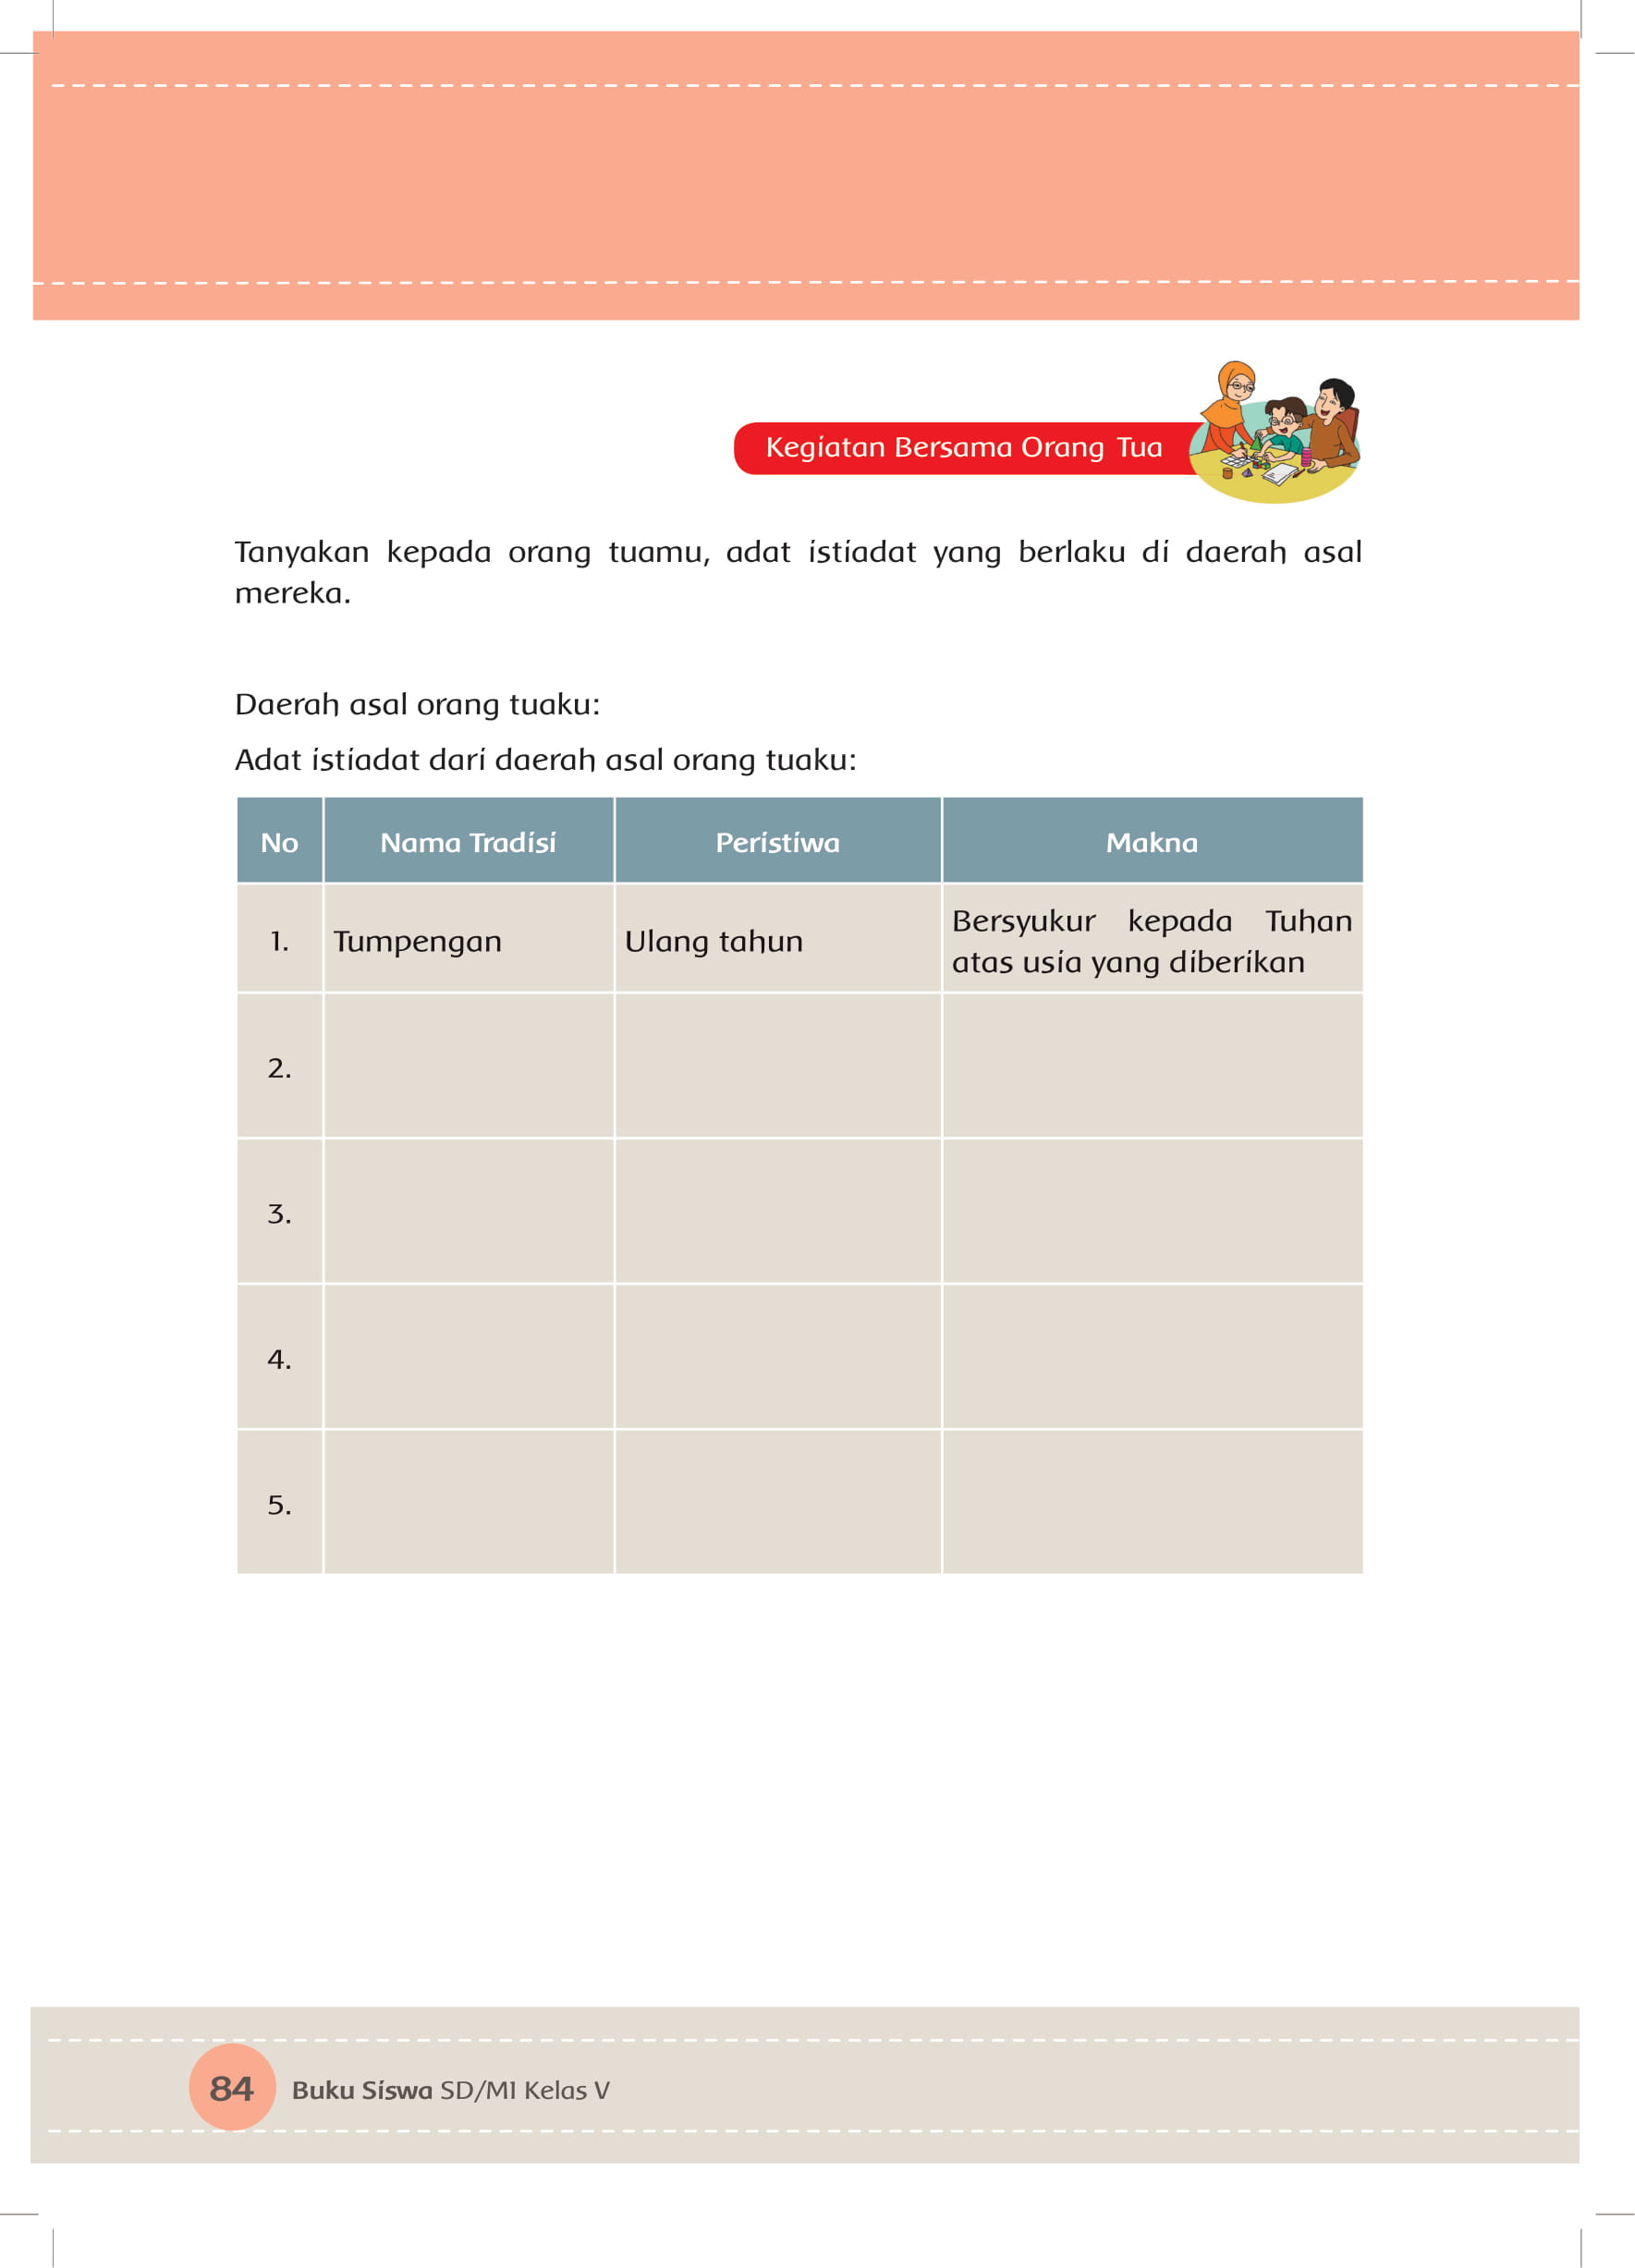 Kegiatan Bersama Orang Tua
Tanyakan kepada orang tuamu, adat istiadat yang berlaku di daerah asal
mereka.
Daerah asal orang tuaku:
Adat istiadat dari daerah asal orang tuaku:
No Nama Tradisi Peristiwa Makna
1. Tumpengan Ulang tahun Bersyukur kepada Tuhan
atas usia yang diberikan
2.
3.
4.
5.
84 Buku Siswa SD/MI Kelas V